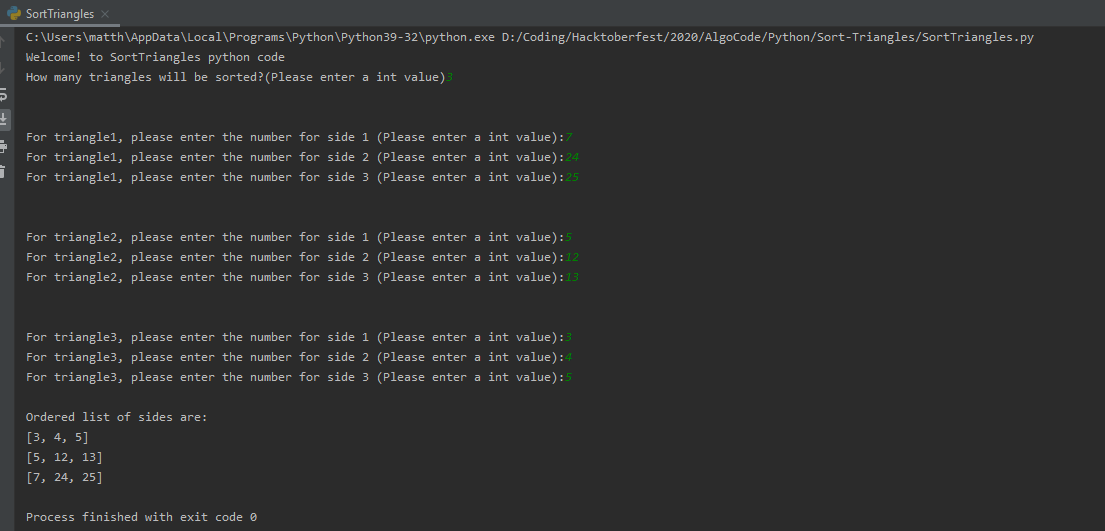 SortTriangles
C:\Users\matth\AppData\Local\Programs\Python\Python39-32\python.exe D:/Coding/Hacktoberfest/2020/AlgoCode/Python/Sort-Triangles/SortTriangles.py
Welcome! to SortTriangles python code
How many triangles will be sorted?(Please enter a int value)3
For triangle1, please enter the number for side 1 (Please enter a int value):7
For triangle1, please enter the number for side 2 (Please enter a int value):24
For triangle1, please enter the number for side 3 (Please enter a int value):25
For triangle2, please enter the number for side 1 (Please enter a int value):5
For triangle2, please enter the number for side 2 (Please enter a int value):12
For triangle2, please enter the number for side 3 (Please enter a int value):13
For triangle3, please enter the number for side 1 (Please enter a int value):3
For triangle3, please enter the number for side 2 (Please enter a int value):4
For triangle3, please enter the number for side 3 (Please enter a int value):5
Ordered list of sides are:
[3, 4, 5]
[5, 12, 13]
[7, 24, 25]
Process finished with exit code 0